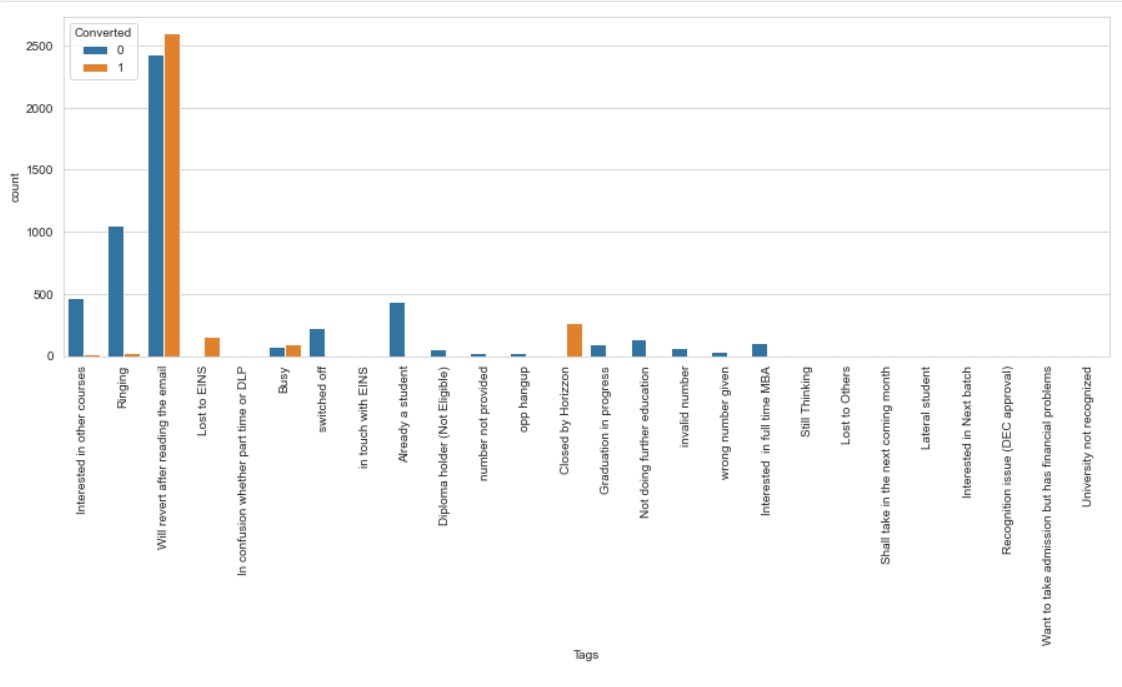 Converted
0
1
2500
2000
1500
1000
500
0
count
Interested in other courses
Ringing
Will revert after reading the email
Lost to EINS
In confusion whether part time or DLP
Busy
switched off
in touch with EINS
Already a student
Diploma holder (Not Eligible)
number not provided
opp hangup
Closed by Horizzon
Graduation in progress
Not doing further education
invalid number
wrong number given
Interested  in full time MBA
Still Thinking
Lost to Others
Shall take in the next coming month
Lateral student
Interested in Next batch
Recognition issue (DEC approval)
Want to take admission but has financial problems
University not recognized
Tags